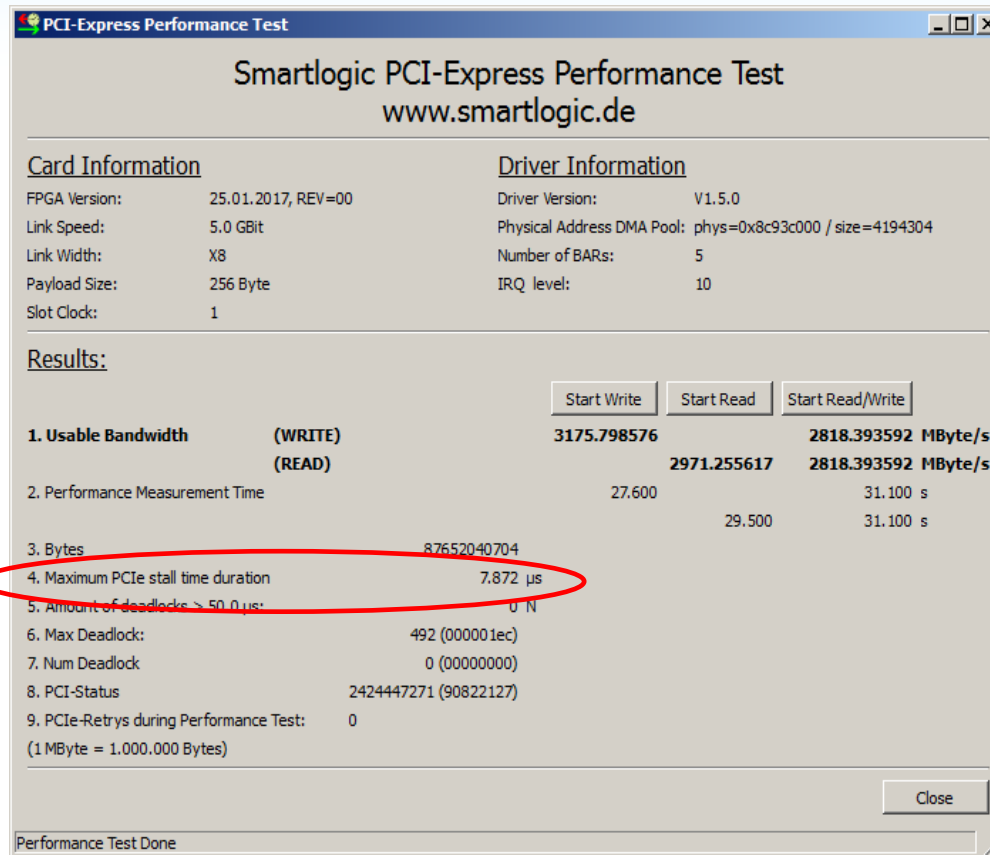 PCI-Express Performance Test
Smartlogic PCI-Express Performance Test
www.smartlogic.de
Card Information
FPGA Version: 25.01.2017, REV=00
Link Speed: 5.0 GBit
Link Width: X8
Payload Size: 256 Byte
Slot Clock: 1
Driver Information
Driver Version: V1.5.0
Physical Address DMA Pool: phys=0x8c93c000 / size=4194304
Number of BARs: 5
IRQ level: 10
Results:
Start Write Start Read Start Read/Write
1. Usable Bandwidth (WRITE) 3175.798576 2818.393592 MByte/s
(READ) 2971.255617 2818.393592 MByte/s
2. Performance Measurement Time 27.600 31.100 s
29.500 31.100 s
3. Bytes 87652040704
4. Maximum PCIe stall time duration 7.872 µs
5. Amount of deadlocks > 50.0 µs: 0 N
6. Max Deadlock: 492 (000001ec)
7. Num Deadlock 0 (00000000)
8. PCI-Status 2424447271 (90822127)
9. PCIe-Retrys during Performance Test: 0
(1 MByte = 1.000.000 Bytes)
Close
Performance Test Done